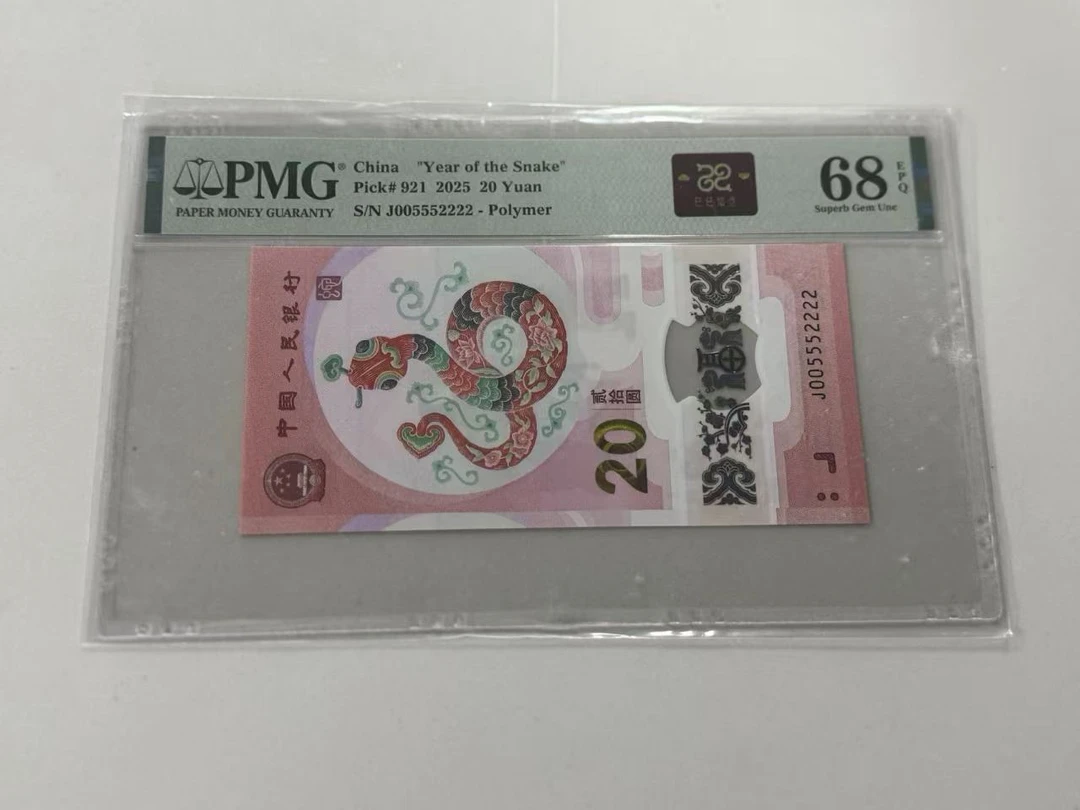 PMG®
PAPER MONEY GUARANTY
China "Year of the Snake"
Pick# 921 2025 20 Yuan
S/N J005552222 - Polymer
68
EPQ
Superb Gem Unc
中国人民银行
20
贰拾圆
J005552222